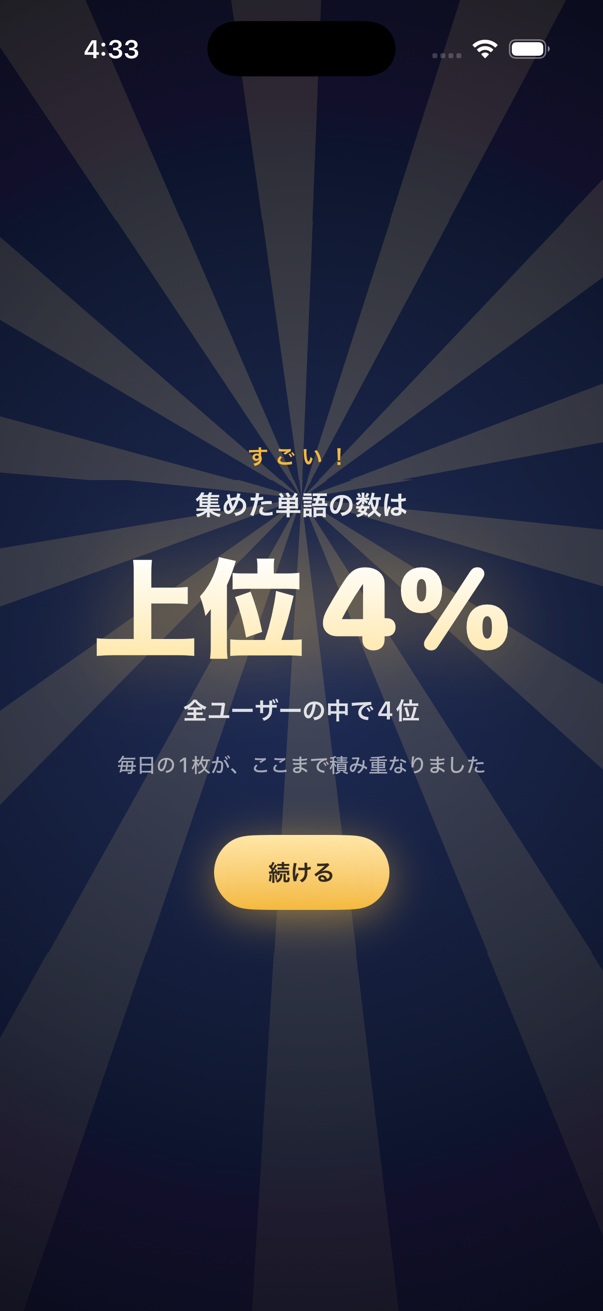 4:33
すごい！
集めた単語の数は
上位4%
全ユーザーの中で4位
毎日の1枚が、ここまで積み重なりました
続ける